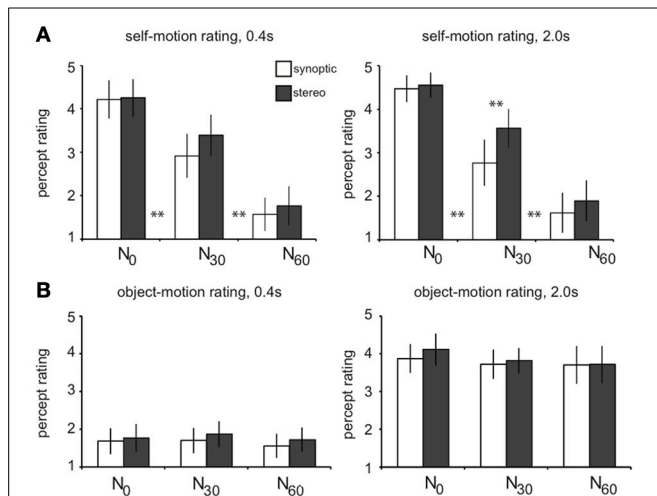 A
self-motion rating, 0.4s
self-motion rating, 2.0s
percept rating
5
4
3
2
1
synoptic
stereo
**
**
N0
N30
N60
percept rating
5
4
3
2
1
**
**
**
N0
N30
N60
B
object-motion rating, 0.4s
object-motion rating, 2.0s
percept rating
5
4
3
2
1
N0
N30
N60
percept rating
5
4
3
2
1
N0
N30
N60